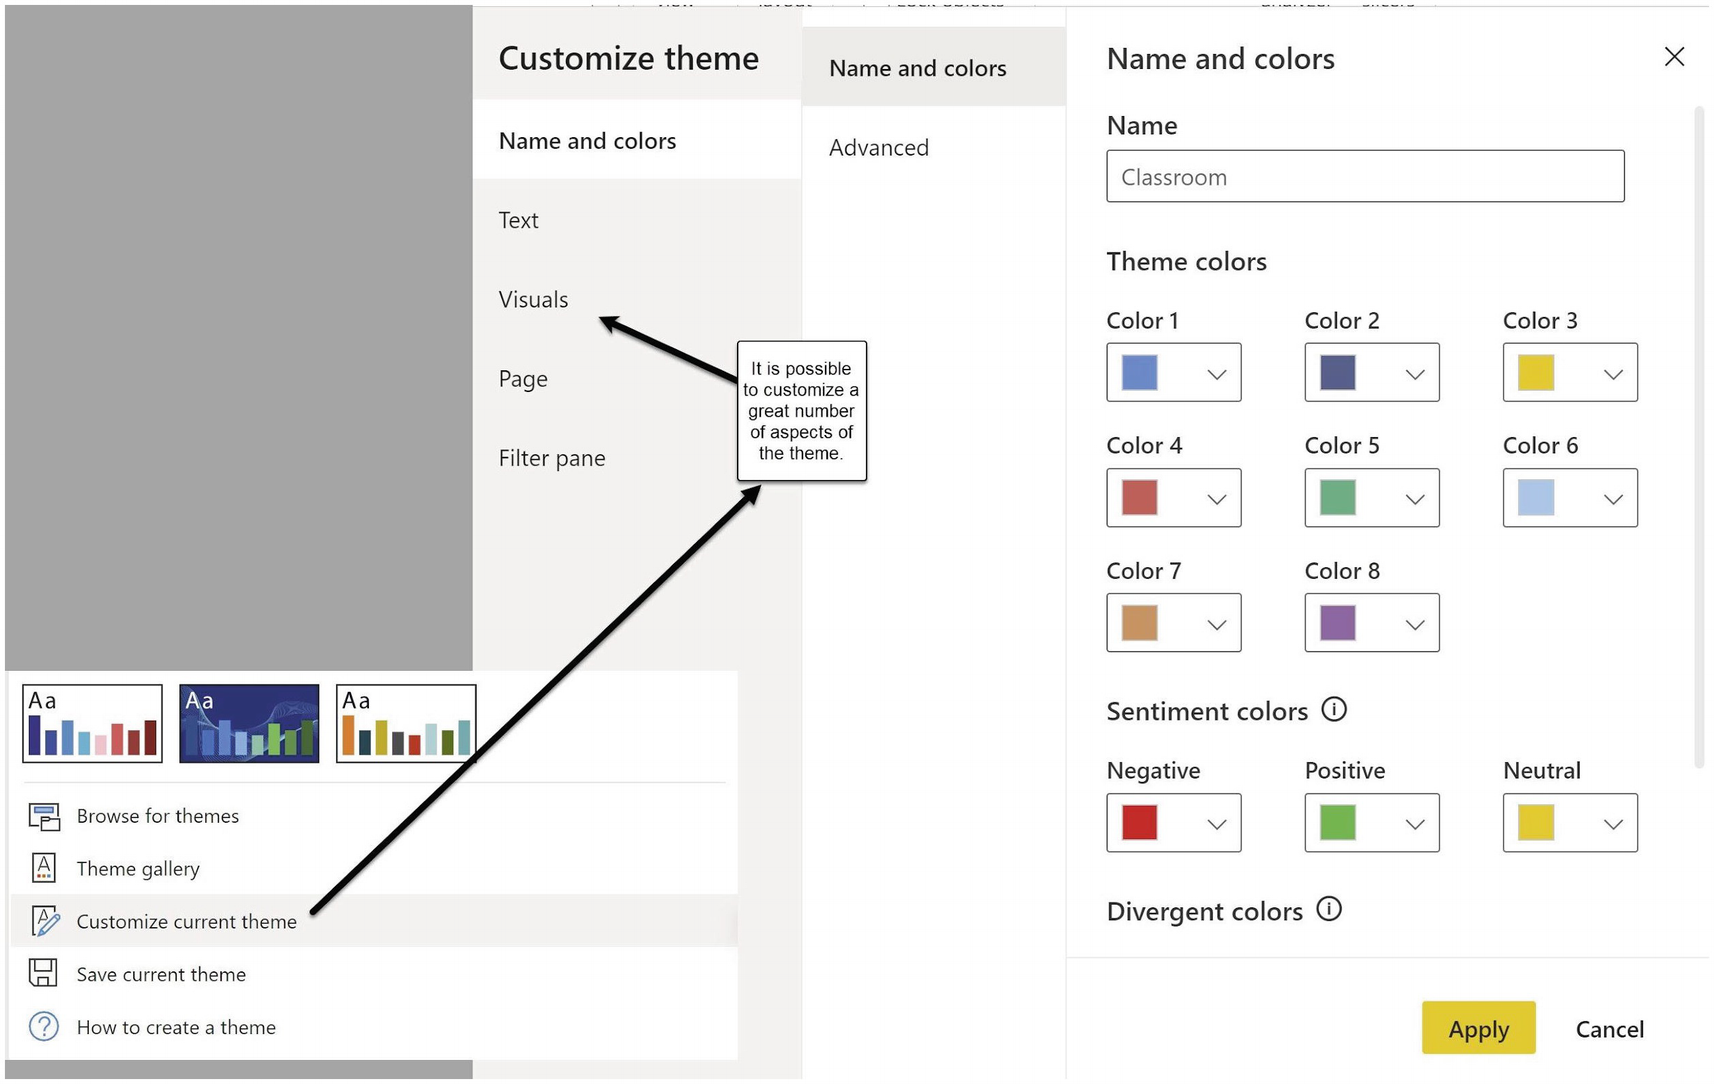 Customize theme
Name and colors
Text
Visuals
Page
Filter pane
Name and colors
Advanced
It is possible
to customize a
great number
of aspects of
the theme.
Aa
Aa
Aa
Browse for themes
Theme gallery
Customize current theme
Save current theme
How to create a theme
Name and colors
Name
Classroom
Theme colors
Color 1
Color 2
Color 3
Color 4
Color 5
Color 6
Color 7
Color 8
Sentiment colors
Negative
Positive
Neutral
Divergent colors
Apply
Cancel